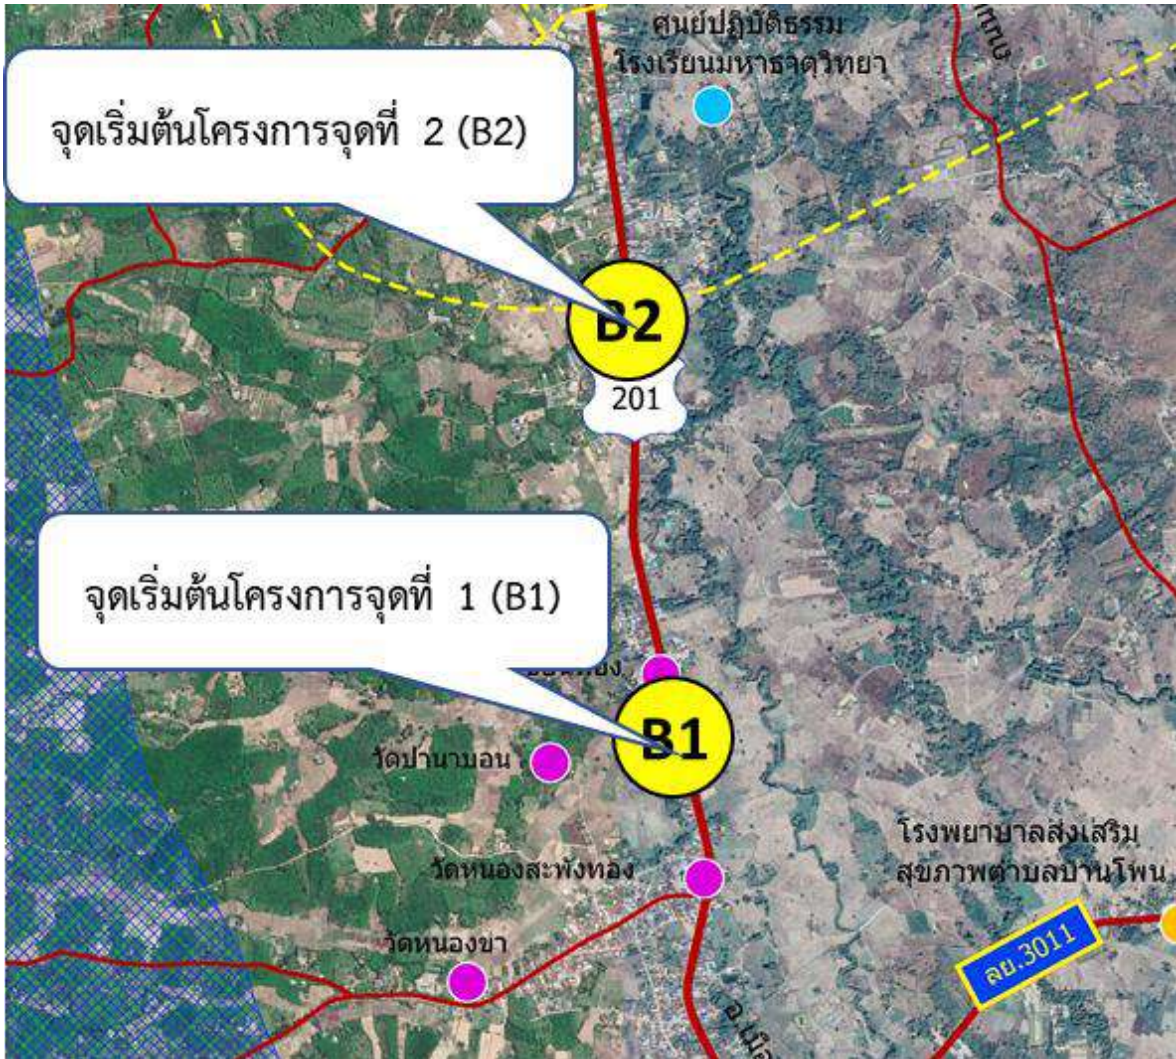 ศูนย์ปฏิบัติธรรม
โรงเรียนมหาธาตุวิทยา
จุดเริ่มต้นโครงการจุดที่ 2 (B2)
B2
201
จุดเริ่มต้นโครงการจุดที่ 1 (B1)
B1
วัดป่านาบอน
โรงพยาบาลส่งเสริม
สุขภาพตำบลบ้านโพน
วัดหนองสะพังทอง
วัดหนองขา
ลย.3011
อ.เมือ